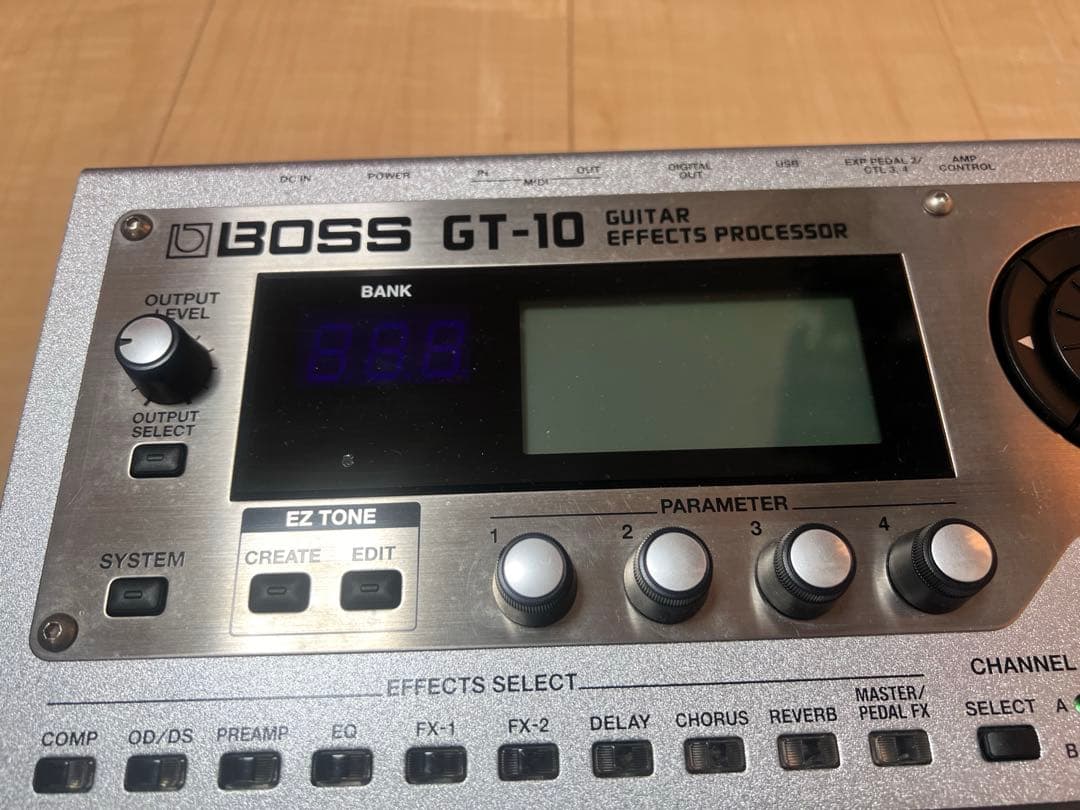 DC IN
POWER
IN
OUT
MIDI
DIGITAL
OUT
USB
EXP PEDAL 2/
CTL 3, 4
AMP
CONTROL
BOSS GT-10 GUITAR
EFFECTS PROCESSOR
BANK
888
OUTPUT
LEVEL
OUTPUT
SELECT
EZ TONE
PARAMETER
1
2
3
4
SYSTEM
CREATE
EDIT
EFFECTS SELECT
CHANNEL
COMP
OD/DS
PREAMP
EQ
FX-1
FX-2
DELAY
CHORUS
REVERB
MASTER/
PEDAL FX
SELECT
A
B